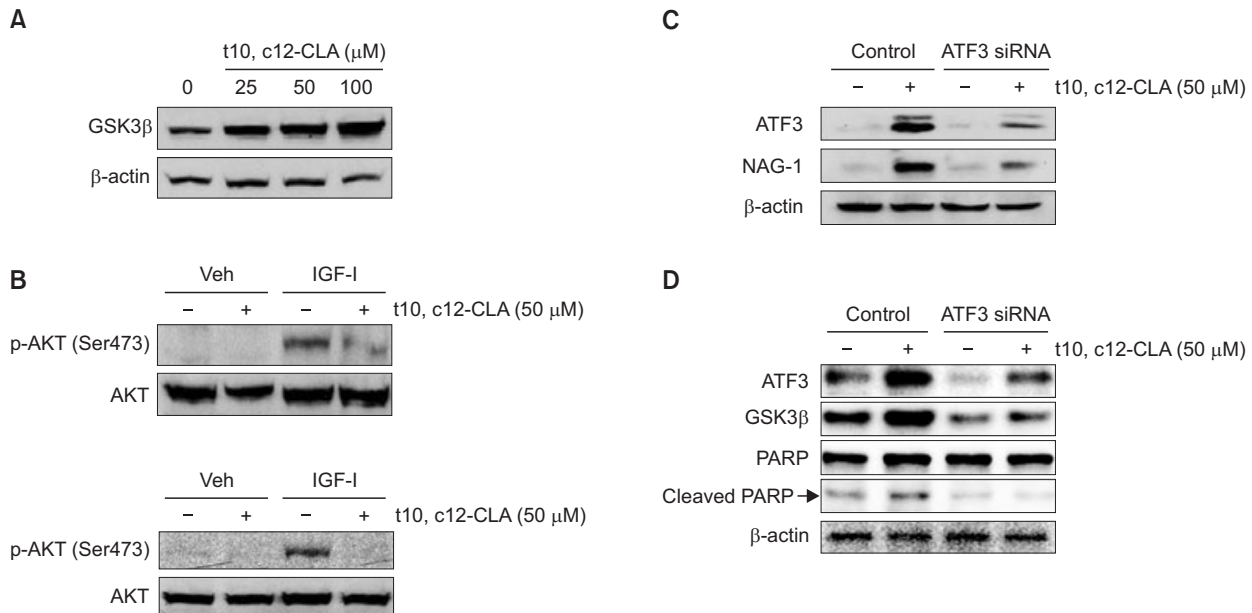 A
t10, c12-CLA (μM)
0 25 50 100
GSK3β
β-actin
B
Veh IGF-I
− + − + t10, c12-CLA (50 μM)
p-AKT (Ser473)
AKT
Veh IGF-I
− + − + t10, c12-CLA (50 μM)
p-AKT (Ser473)
AKT
C
Control ATF3 siRNA
− + − + t10, c12-CLA (50 μM)
ATF3
NAG-1
β-actin
D
Control ATF3 siRNA
− + − + t10, c12-CLA (50 μM)
ATF3
GSK3β
PARP
Cleaved PARP
β-actin